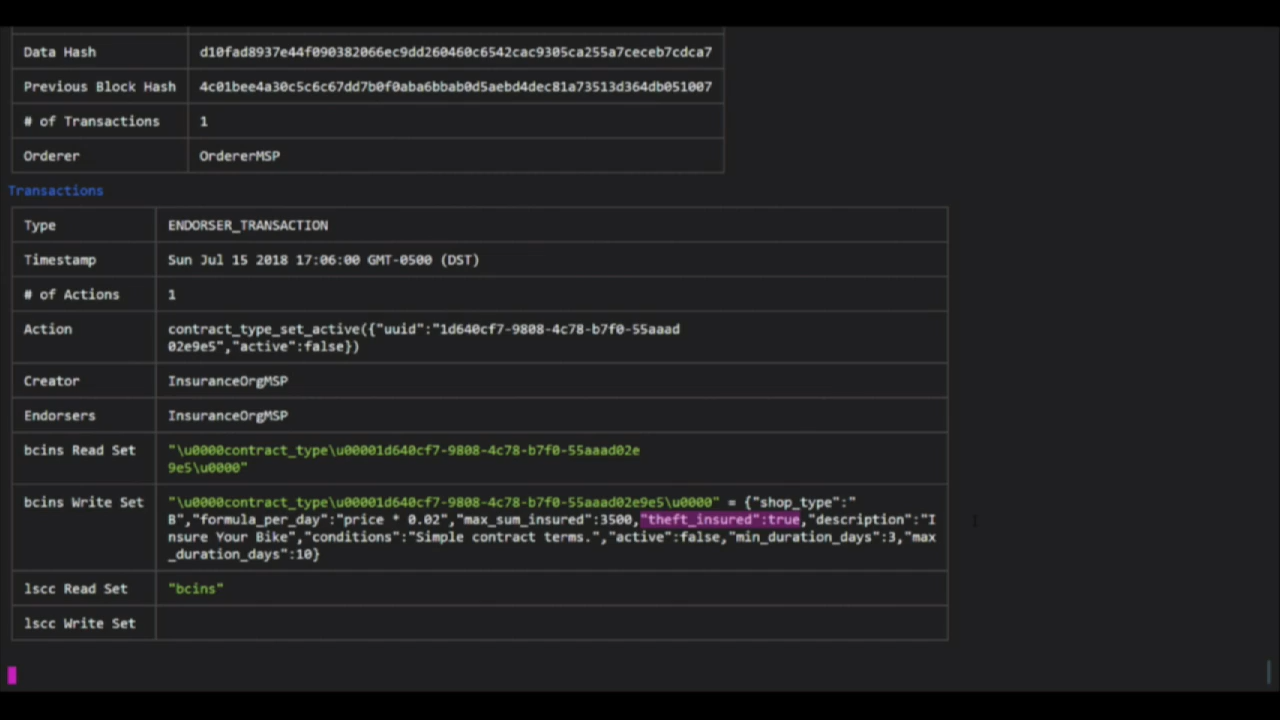 Data Hash d10fad8937e44f090382066ec9dd260460c6542cac9305ca255a7ceceb7cdca7
Previous Block Hash 4c01bee4a30c5c6c67dd7b0f0aba6bbab0d5aebd4dec81a73513d364db051007
# of Transactions 1
Orderer OrdererMSP
Transactions
Type ENDORSER_TRANSACTION
Timestamp Sun Jul 15 2018 17:06:00 GMT-0500 (DST)
# of Actions 1
Action contract_type_set_active({"uuid":"1d640cf7-9808-4c78-b7f0-55aaad
02e9e5","active":false})
Creator InsuranceOrgMSP
Endorsers InsuranceOrgMSP
bcins Read Set "\u0000contract_type\u00001d640cf7-9808-4c78-b7f0-55aaad02e
9e5\u0000"
bcins Write Set "\u0000contract_type\u00001d640cf7-9808-4c78-b7f0-55aaad02e9e5\u0000" = {"shop_type":"
B","formula_per_day":"price * 0.02","max_sum_insured":3500,"theft_insured":true,"description":"I
nsure Your Bike","conditions":"Simple contract terms.","active":false,"min_duration_days":3,"max
_duration_days":10}
lscc Read Set "bcins"
lscc Write Set